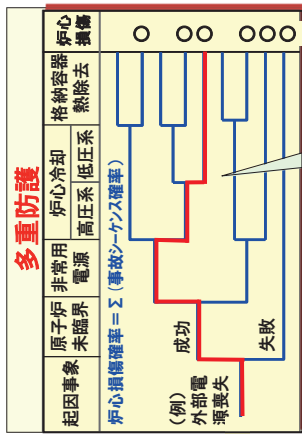 多重防護
起因事象
原子炉
未臨界
非常用
電源
炉心冷却
高圧系
低圧系
格納容器
熱除去
炉心
損傷
炉心損傷確率=Σ(事故シーケンス確率)
(例)
外部電
源喪失
成功
失敗